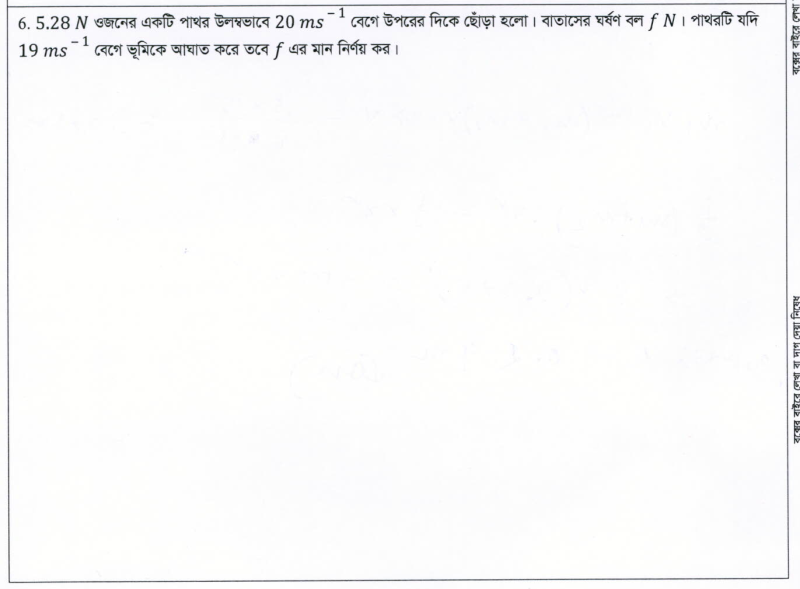 6. 5.28 N ওজনের একটি পাথর উলম্বভাবে 20 ms⁻¹ বেগে উপরের দিকে ছোঁড়া হলো। বাতাসের ঘর্ষণ বল f N। পাথরটি যদি
19 ms⁻¹ বেগে ভূমিকে আঘাত করে তবে f এর মান নির্ণয় কর।
বক্সের বাইরে লেখা
বক্সের বাইরে লেখা বা দাগ দেয়া নিষেধ